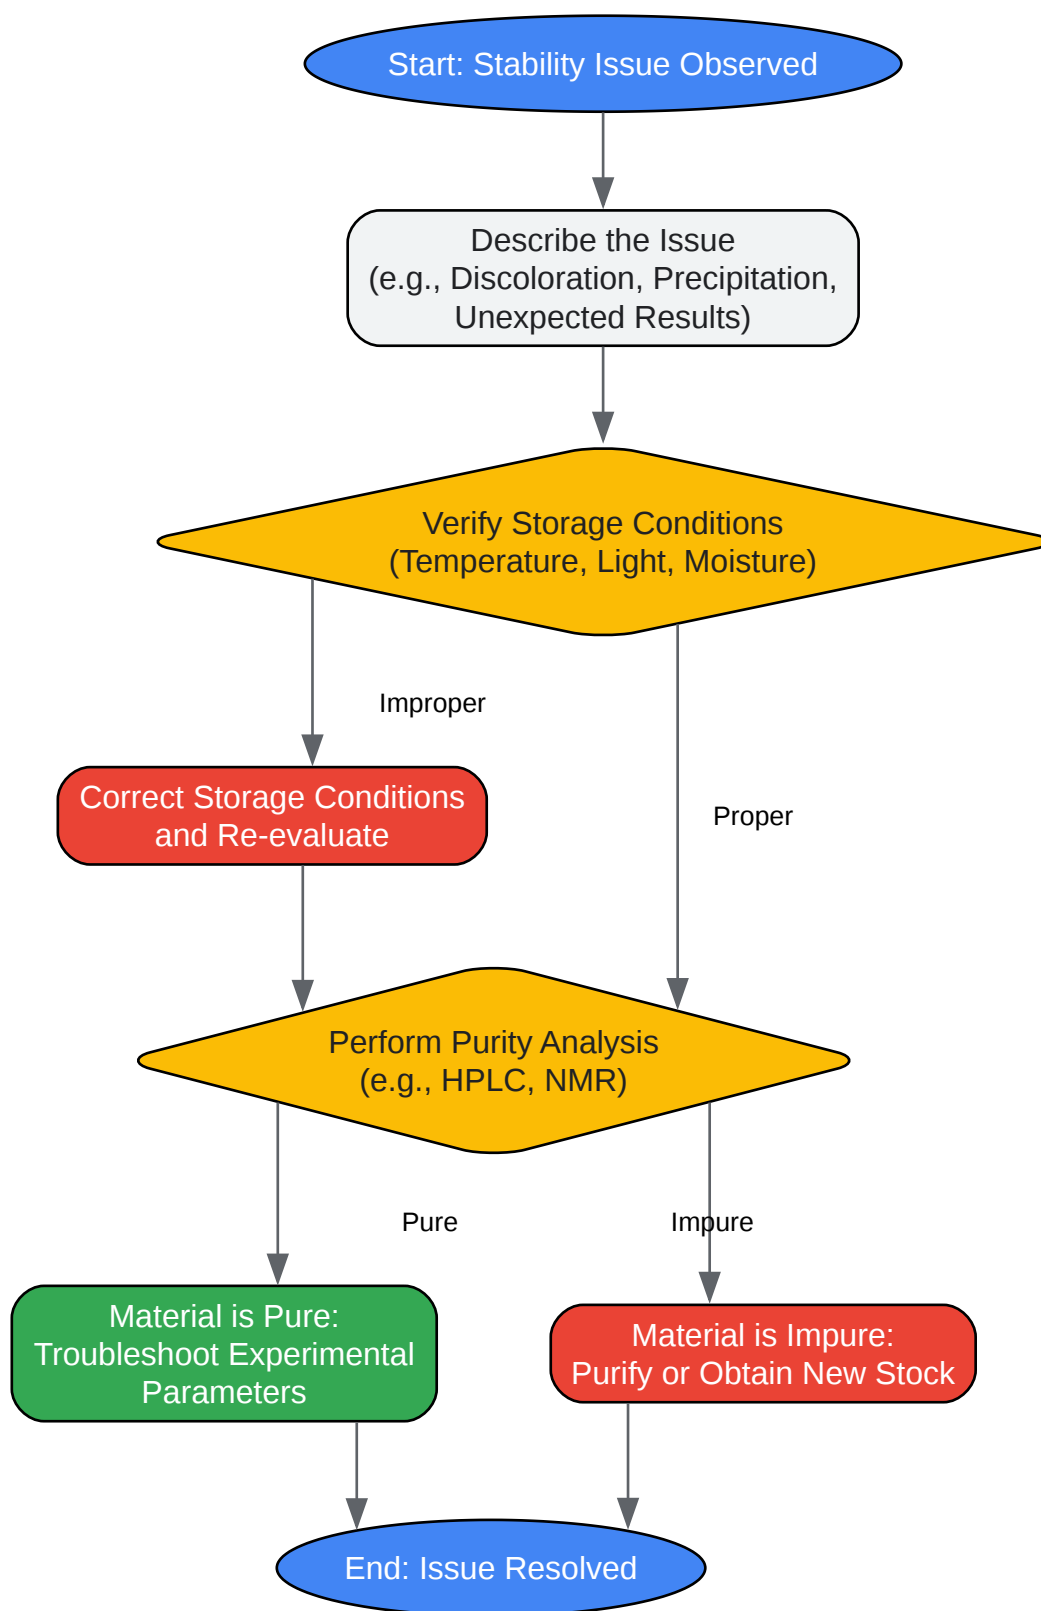 Start: Stability Issue Observed
Describe the Issue
(e.g., Discoloration, Precipitation,
Unexpected Results)
Verify Storage Conditions
(Temperature, Light, Moisture)
Improper
Correct Storage Conditions
and Re-evaluate
Proper
Perform Purity Analysis
(e.g., HPLC, NMR)
Pure
Impure
Material is Pure:
Troubleshoot Experimental
Parameters
Material is Impure:
Purify or Obtain New Stock
End: Issue Resolved